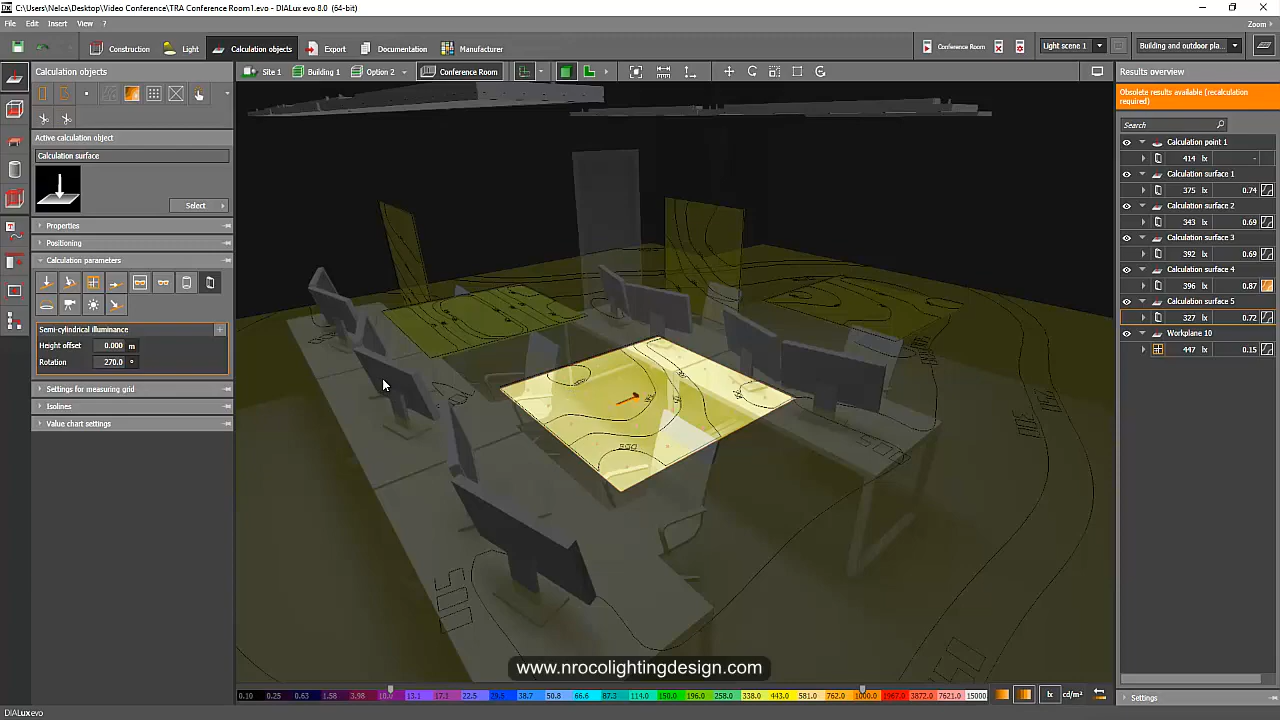 C:\Users\Nelca\Desktop\Video Conference\TRA Conference Room1.evo - DIALux evo 8.0 (64-bit)
File Edit Insert View ?
Zoom
Construction Light Calculation objects Export Documentation Manufacturer
Conference Room Light scene 1 Building and outdoor pla...
Calculation objects
Site 1 Building 1 Option 2 Conference Room
Results overview
Obsolete results available (recalculation
required)
Search
Active calculation object
Calculation surface
Select
Properties
Positioning
Calculation parameters
Semi-cylindrical illuminance
Height offset 0.000 m
Rotation 270.0 °
Settings for measuring grid
Isolines
Value chart settings
Calculation point 1
414 lx -
Calculation surface 1
375 lx 0.74
Calculation surface 2
343 lx 0.69
Calculation surface 3
392 lx 0.69
Calculation surface 4
396 lx 0.87
Calculation surface 5
327 lx 0.72
Workplane 10
447 lx 0.15
www.nrocolightingdesign.com
0.10 0.25 0.63 1.58 3.98 10.0 13.1 17.1 22.5 29.6 38.7 50.8 66.6 87.3 114.0 150.0 196.0 258.0 338.0 443.0 577.0 755.0 1000.0 1967.0 3872.0 7621.0 15000
lx cd/m²
Settings
DIALux evo